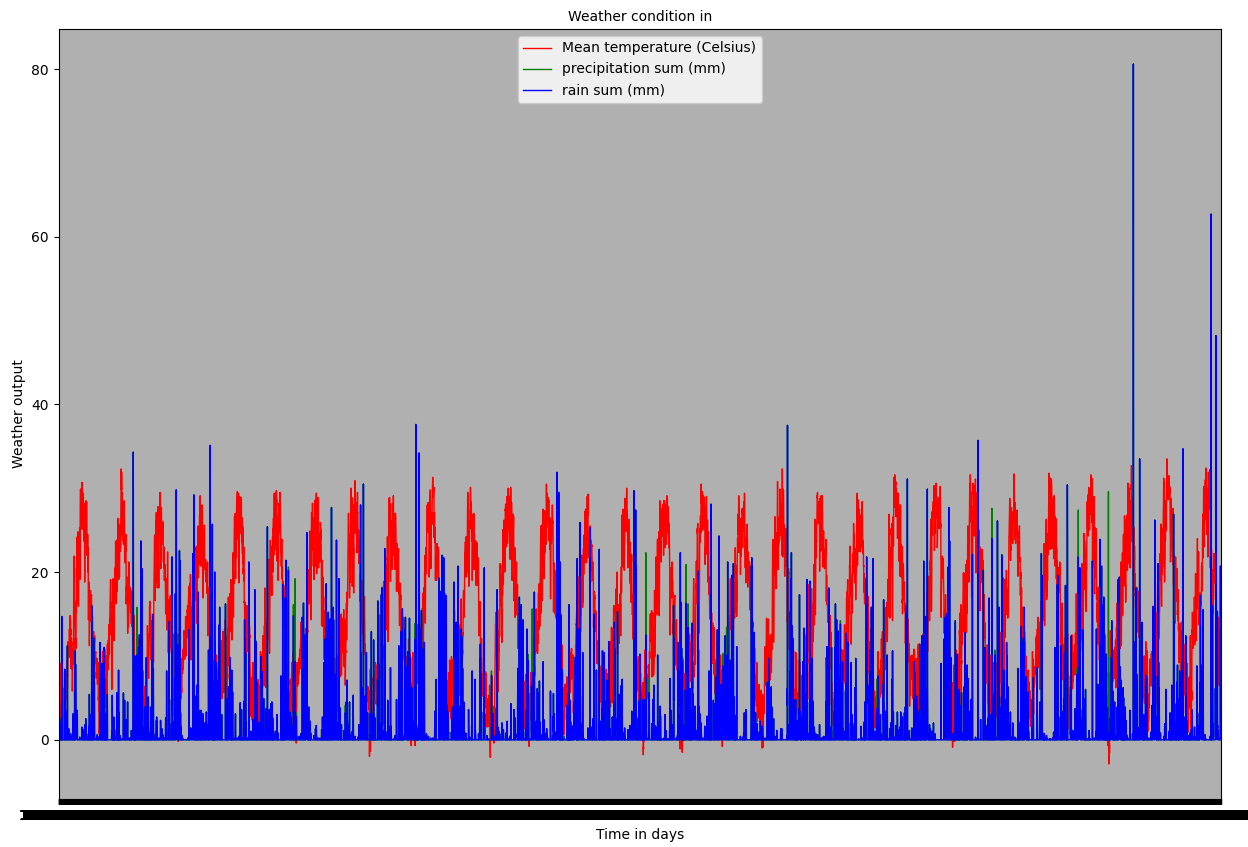 Weather condition in
Mean temperature (Celsius)
precipitation sum (mm)
rain sum (mm)
80
60
40
20
0
Weather output
Time in days